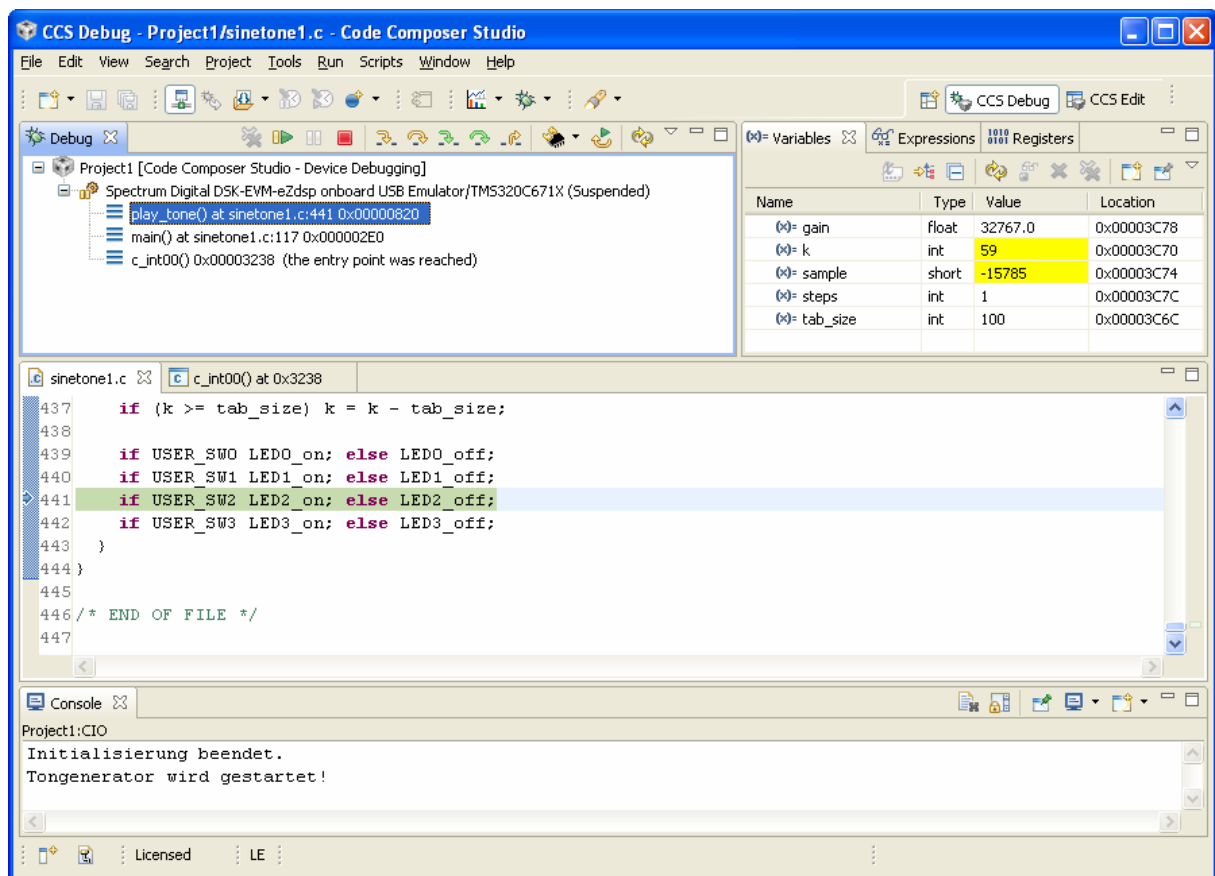 CCS Debug - Project1/sinetone1.c - Code Composer Studio
File Edit View Search Project Tools Run Scripts Window Help
CCS Debug CCS Edit
Debug
Project1 [Code Composer Studio - Device Debugging]
Spectrum Digital DSK-EVM-eZdsp onboard USB Emulator/TMS320C671X (Suspended)
play_tone() at sinetone1.c:441 0x00000820
main() at sinetone1.c:117 0x000002E0
c_int00() 0x00003238 (the entry point was reached)
(x)= Variables Expressions 1010 0101 Registers
Name Type Value Location
(x)= gain float 32767.0 0x00003C78
(x)= k int 59 0x00003C70
(x)= sample short -15785 0x00003C74
(x)= steps int 1 0x00003C7C
(x)= tab_size int 100 0x00003C6C
sinetone1.c c_int00() at 0x3238
437 if (k >= tab_size) k = k - tab_size;
438
439 if USER_SW0 LED0_on; else LED0_off;
440 if USER_SW1 LED1_on; else LED1_off;
441 if USER_SW2 LED2_on; else LED2_off;
442 if USER_SW3 LED3_on; else LED3_off;
443 }
444 }
445
446 /* END OF FILE */
447
Console
Project1:CIO
Initialisierung beendet.
Tongenerator wird gestartet!
Licensed LE